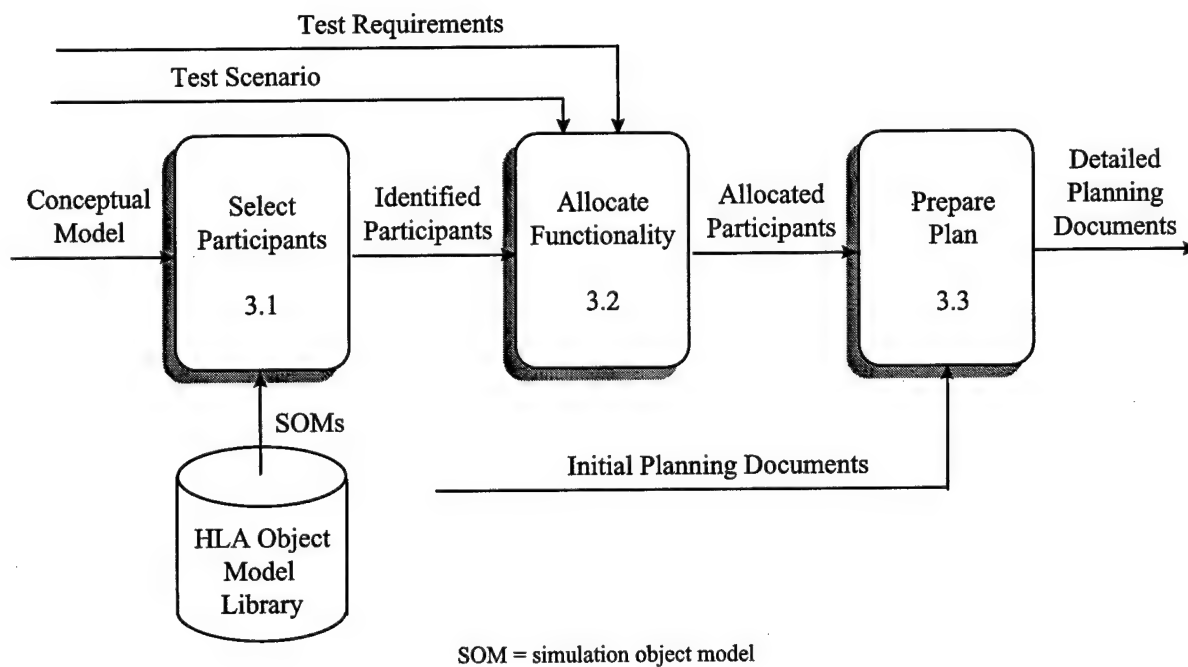 Test Requirements
Test Scenario
Conceptual
Model
Select
Participants
3.1
Identified
Participants
Allocate
Functionality
3.2
Allocated
Participants
Prepare
Plan
3.3
Detailed
Planning
Documents
SOMs
HLA Object
Model
Library
Initial Planning Documents
SOM = simulation object model